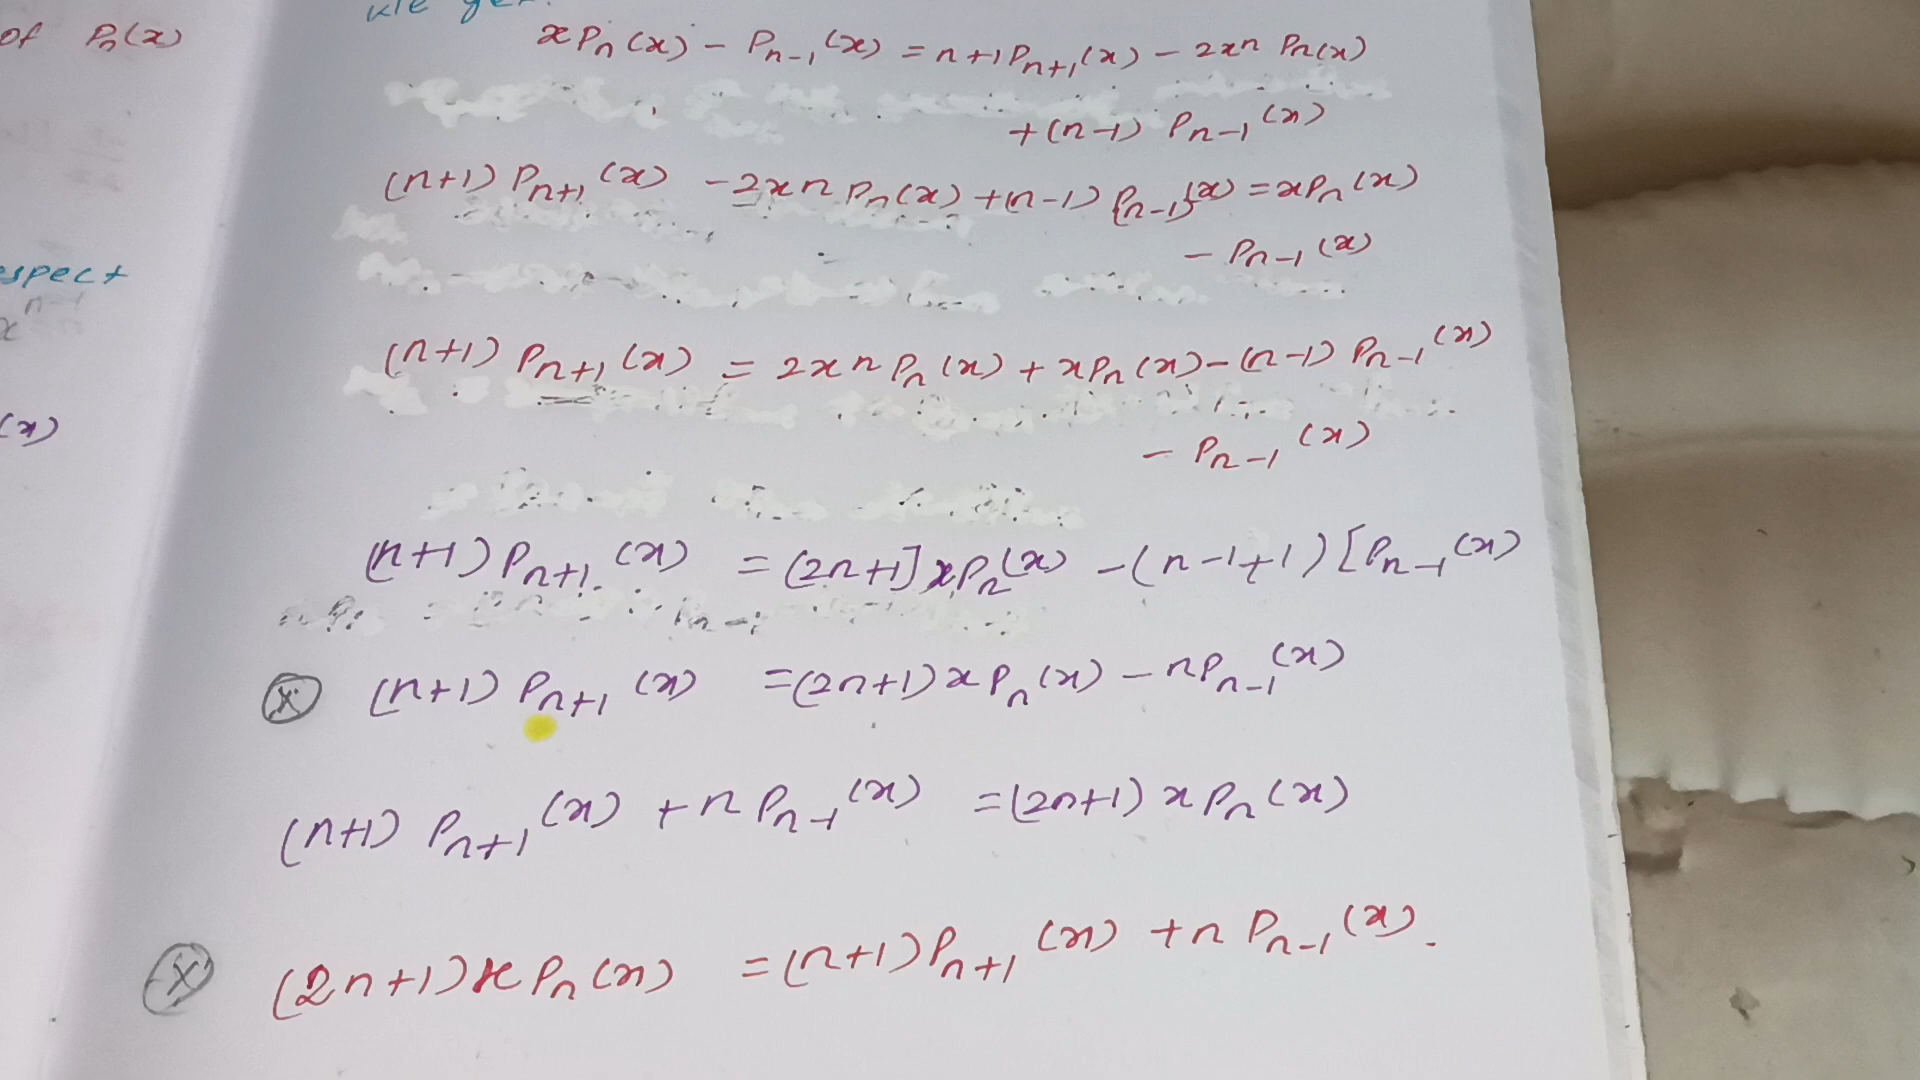 of Pₙ(x)
xPₙ(x) - Pₙ₋₁(x) = n+1Pₙ₊₁(x) - 2xn Pₙ(x)
+(n-1) Pₙ₋₁(x)
(n+1) Pₙ₊₁(x) - 2xn Pₙ(x) +(n-1) Pₙ₋₁(x) = xPₙ(x)
- Pₙ₋₁(x)
espect
xⁿ⁻¹
(n+1) Pₙ₊₁(x) = 2xn Pₙ(x) + xPₙ(x) - (n-1) Pₙ₋₁(x)
(x)
- Pₙ₋₁(x)
(n+1) Pₙ₊₁(x) = (2n+1] xPₙ(x) - (n-1+1) [Pₙ₋₁(x)
(n+1) Pₙ₊₁(x) = (2n+1) x Pₙ(x) - nPₙ₋₁(x)
(n+1) Pₙ₊₁(x) + n Pₙ₋₁(x) = (2n+1) x Pₙ(x)
(2n+1) x Pₙ(x) = (n+1) Pₙ₊₁(x) + n Pₙ₋₁(x).